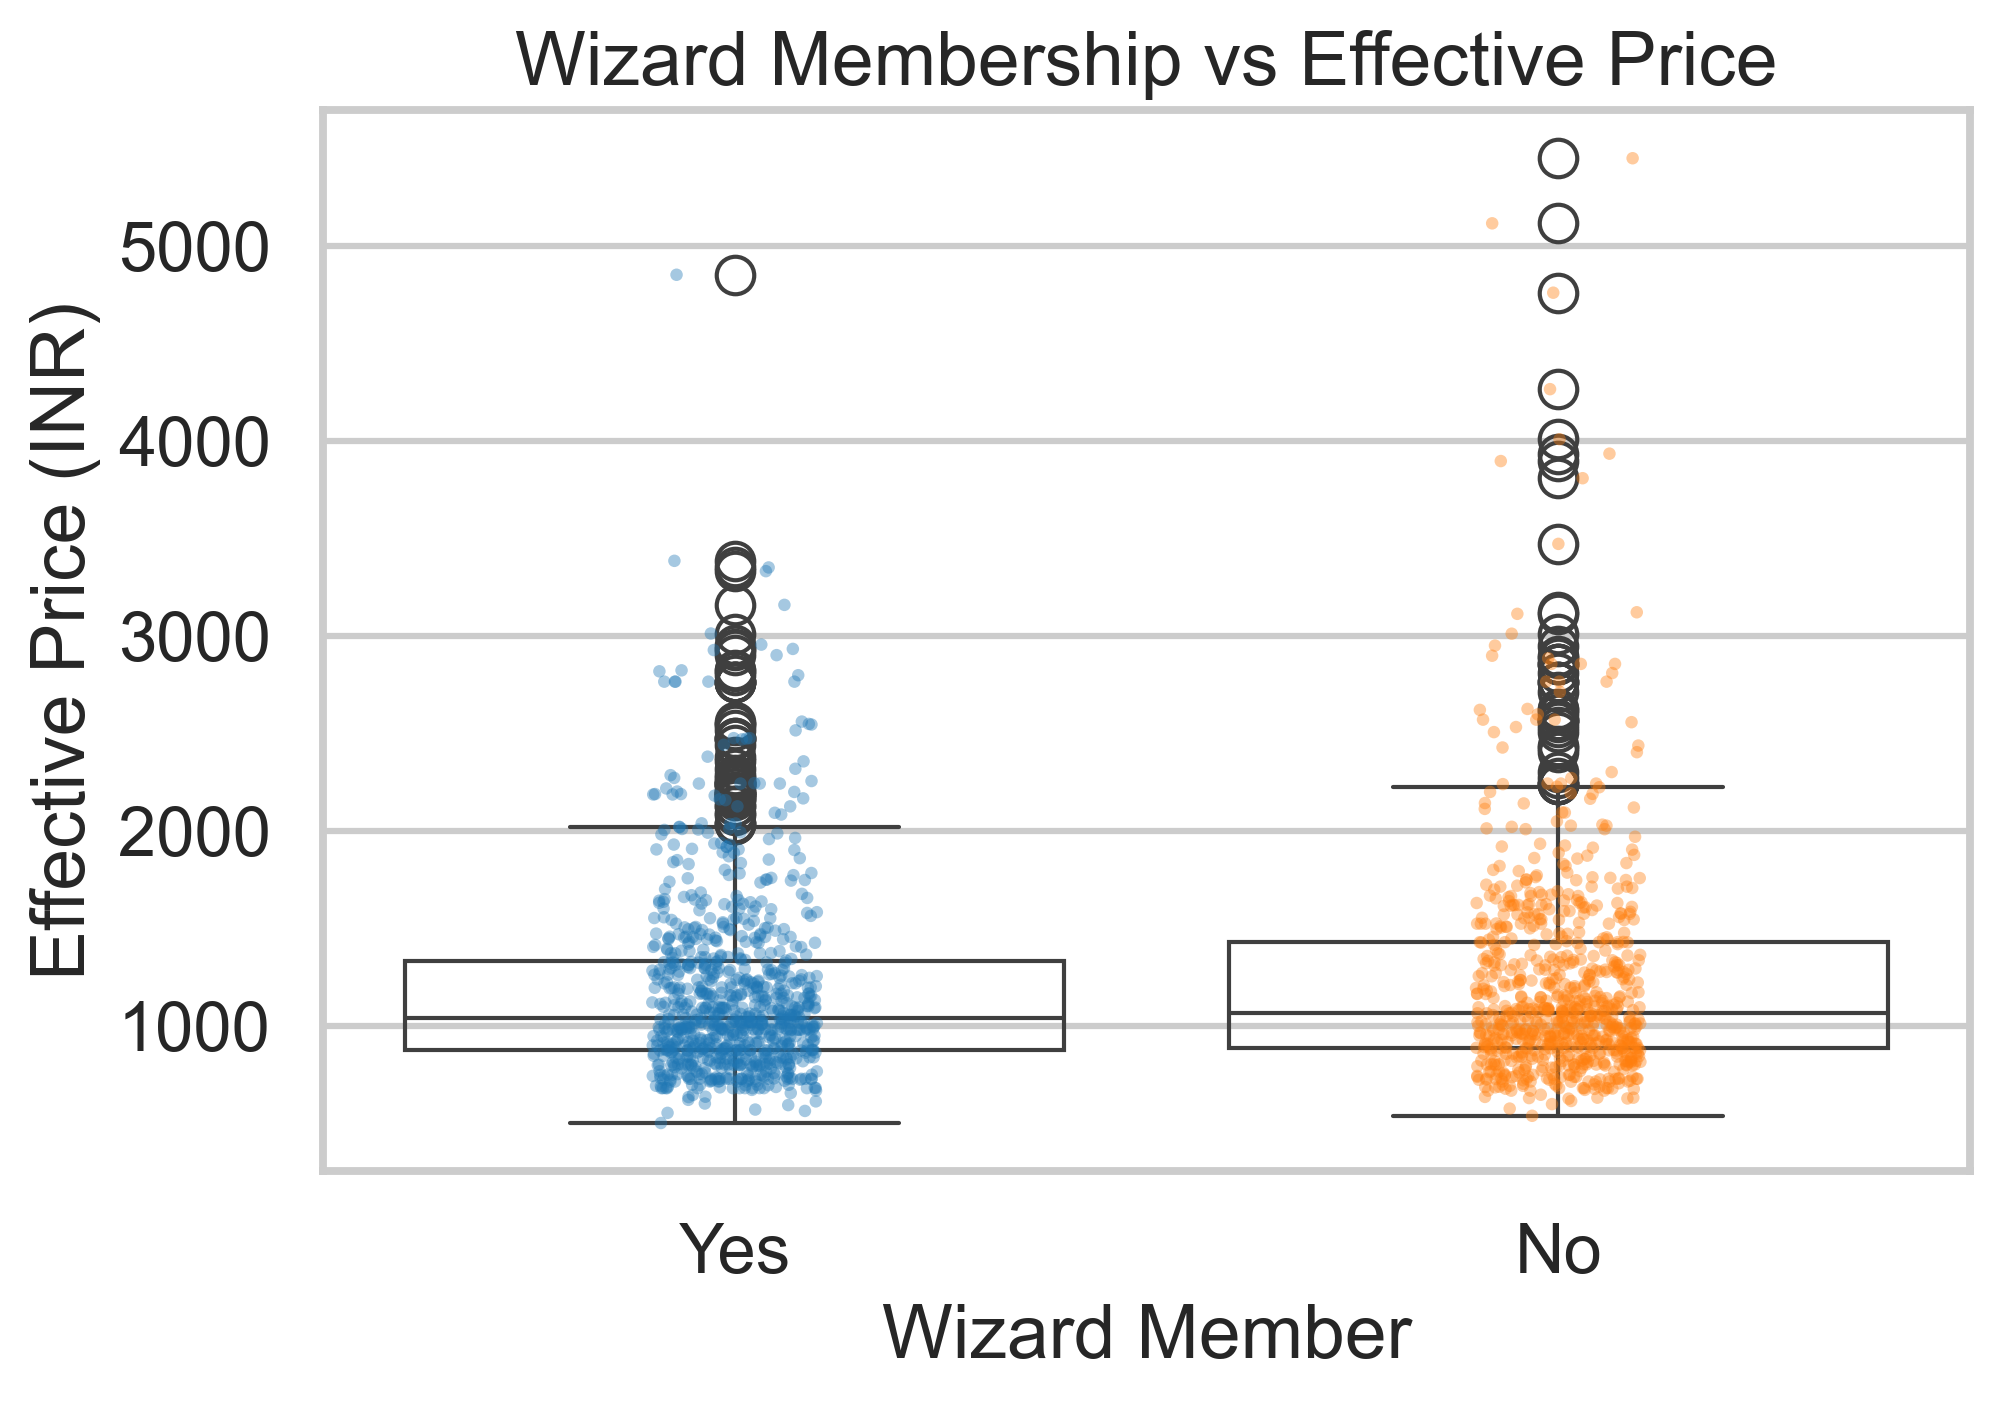 Wizard Membership vs Effective Price
Effective Price (INR)
5000
4000
3000
2000
1000
Yes
No
Wizard Member